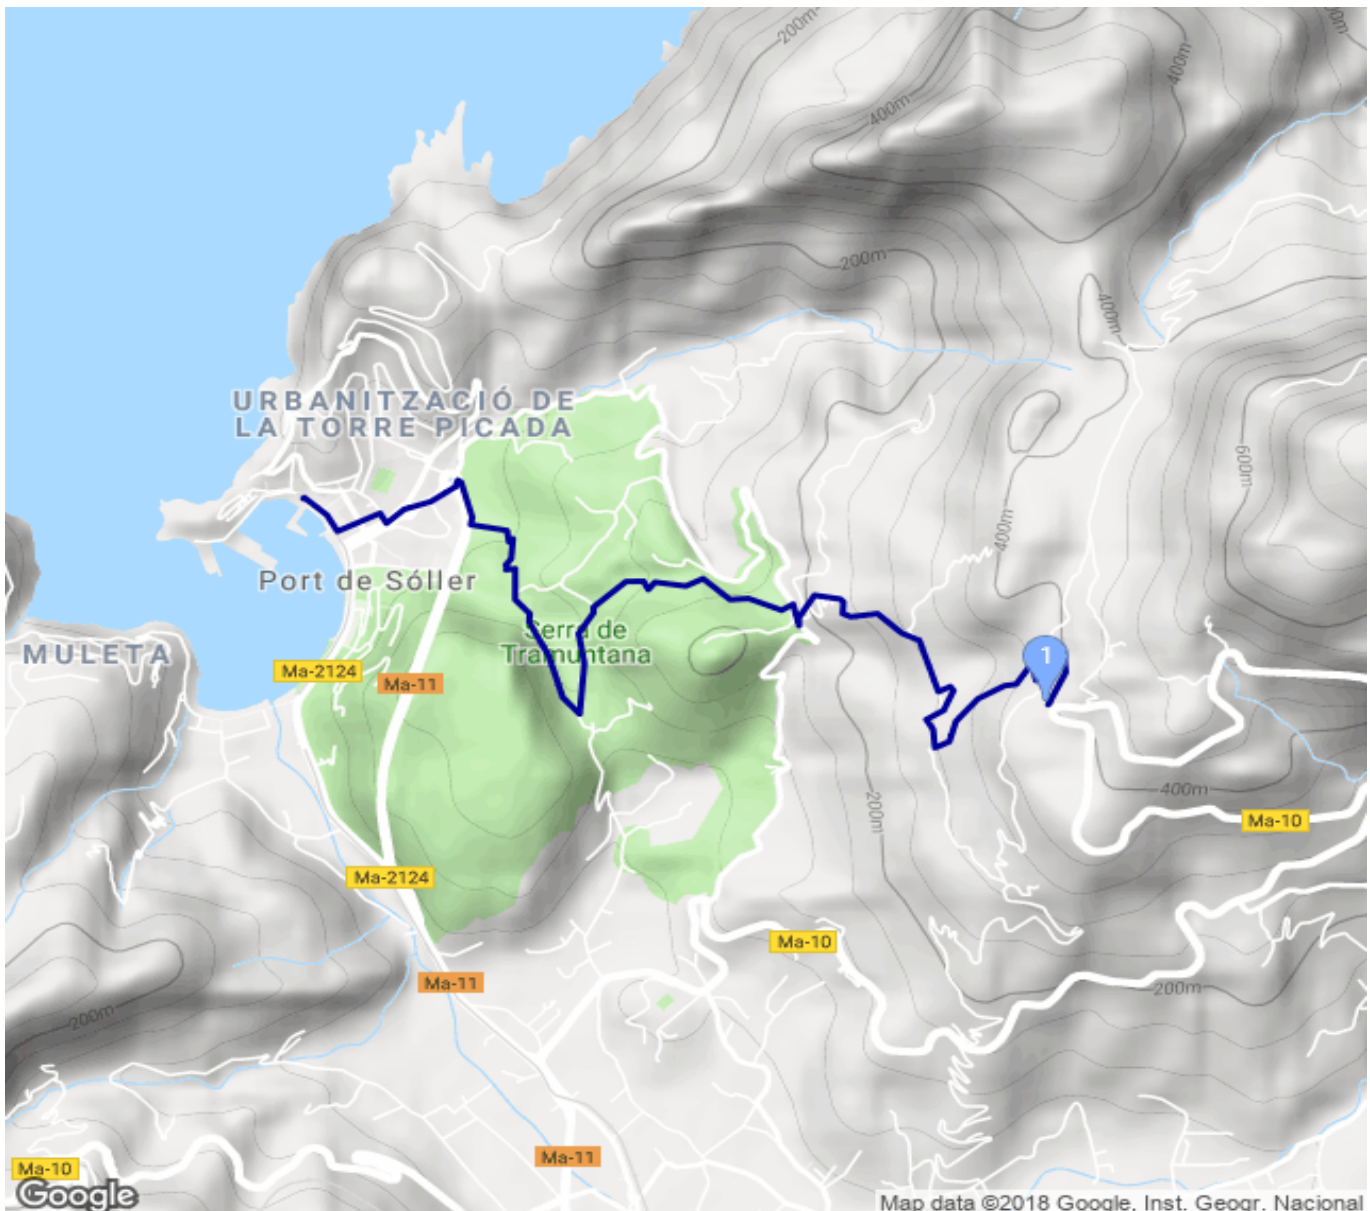 200m
200m
400m
400m
200m
400m
URBANITZACIÓ DE
LA TORRE PICADA
600m
400m
Port de Sóller
Serra de
Tramuntana
MULETA
1
Ma-2124
Ma-11
400m
200m
Ma-10
Ma-2124
Ma-10
Ma-11
200m
200m
Ma-11
Ma-10
Google
Map data ©2018 Google, Inst. Geogr. Nacional